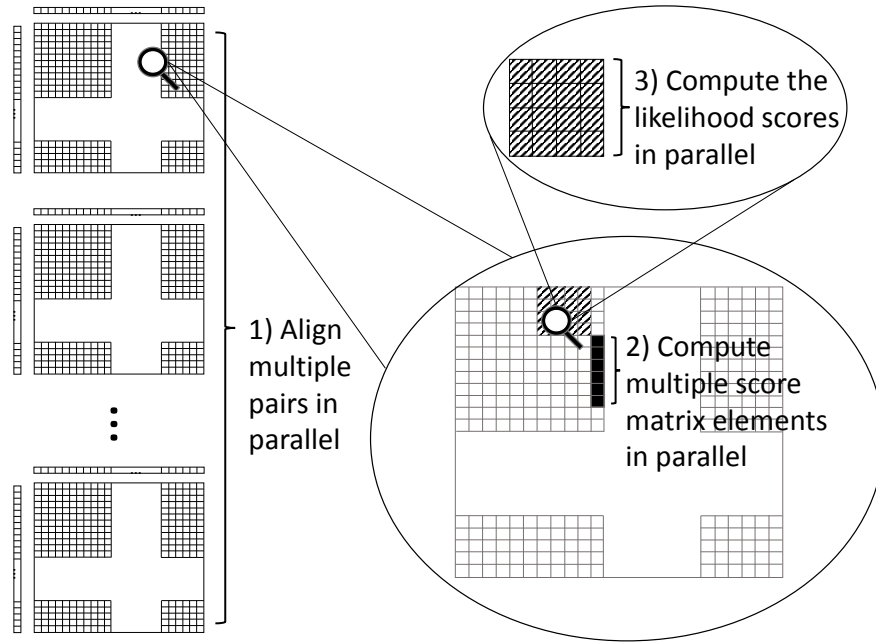 3) Compute the
likelihood scores
in parallel
1) Align
multiple
pairs in
parallel
2) Compute
multiple score
matrix elements
in parallel